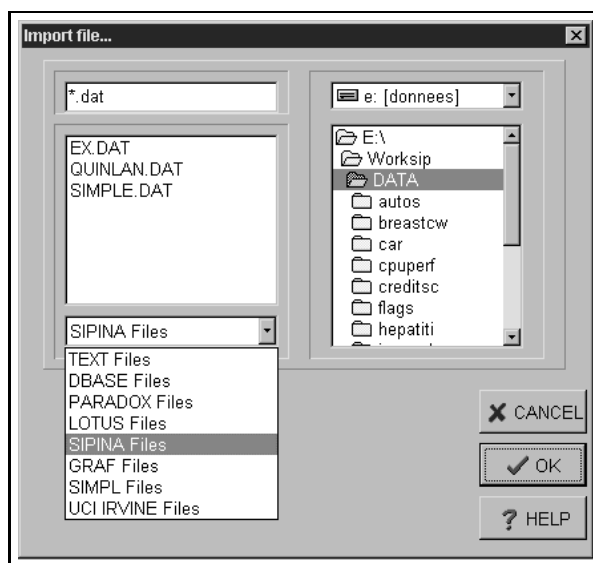 Import file...
*.dat
EX.DAT
QUINLAN.DAT
SIMPLE.DAT
SIPINA Files
TEXT Files
DBASE Files
PARADOX Files
LOTUS Files
SIPINA Files
GRAF Files
SIMPL Files
UCI IRVINE Files
e: [donnees]
E:\
Worksip
DATA
autos
breastcw
car
cpuperf
creditsc
flags
hepatiti
CANCEL
OK
? HELP